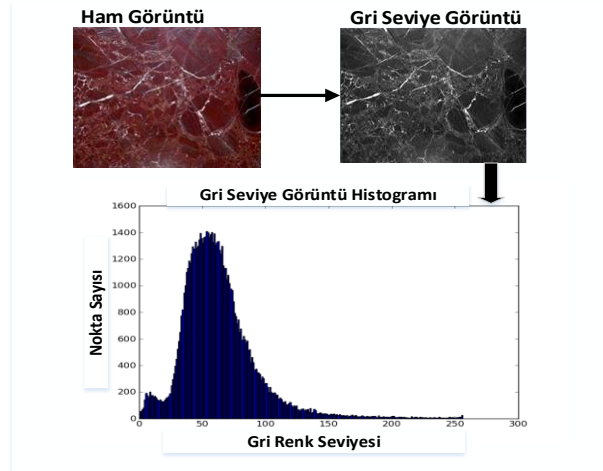 Ham Görüntü
Gri Seviye Görüntü
Gri Seviye Görüntü Histogramı
1600
1400
1200
1000
800
600
400
200
0
Nokta Sayısı
0 50 100 150 200 250 300
Gri Renk Seviyesi